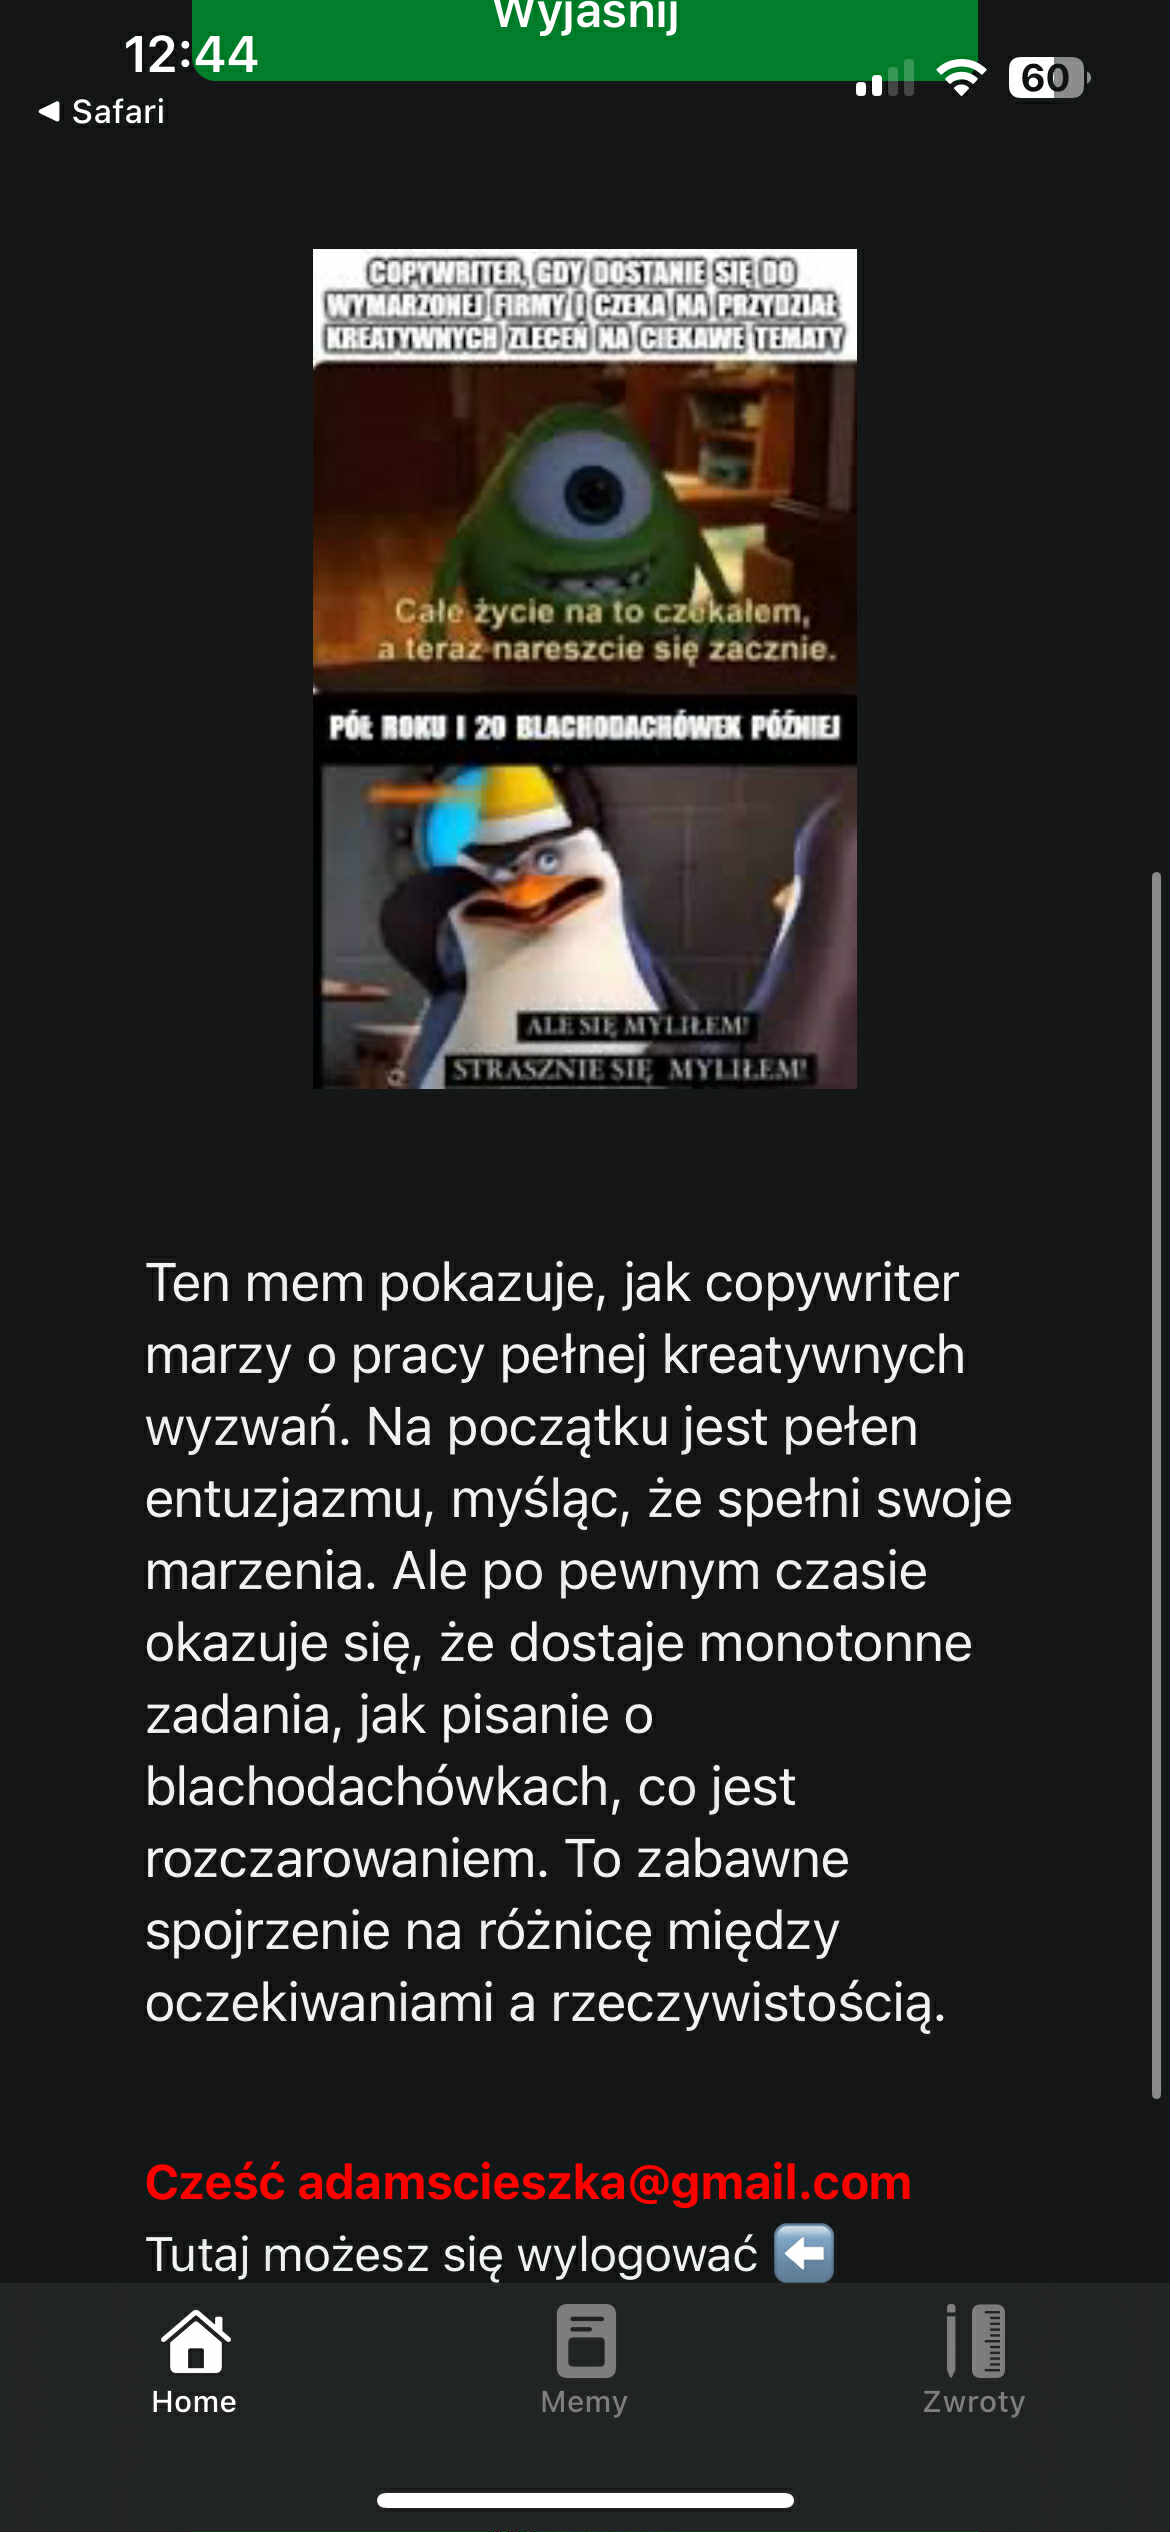 Wyjaśnij
12:44
60
Safari
COPYWRITER, GDY DOSTANIE SIĘ DO
WYMARZONEJ FIRMY I CZEKA NA PRZYDZIAŁ
KREATYWNYCH ZLECEŃ NA CIEKAWE TEMATY
Całe życie na to czekałem,
a teraz nareszcie się zacznie.
PÓŁ ROKU I 20 BLACHODACHÓWEK PÓŹNIEJ
ALE SIĘ MYLIŁEM!
STRASZNIE SIĘ MYLIŁEM!
Ten mem pokazuje, jak copywriter
marzy o pracy pełnej kreatywnych
wyzwań. Na początku jest pełen
entuzjazmu, myśląc, że spełni swoje
marzenia. Ale po pewnym czasie
okazuje się, że dostaje monotonne
zadania, jak pisanie o
blachodachówkach, co jest
rozczarowaniem. To zabawne
spojrzenie na różnicę między
oczekiwaniami a rzeczywistością.
Cześć adamscieszka@gmail.com
Tutaj możesz się wylogować
Home
Memy
Zwroty